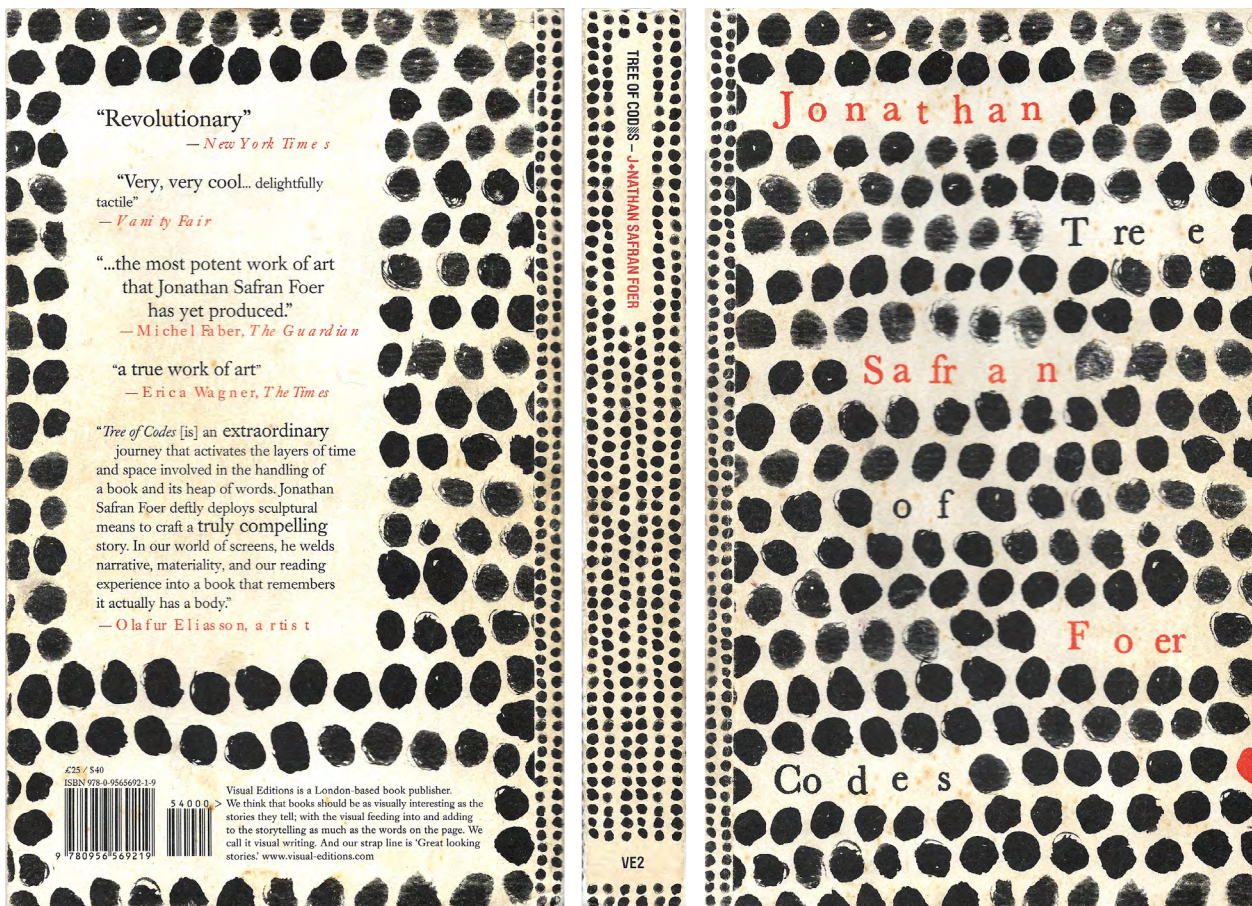 “Revolutionary”
— New York Times
“Very, very cool... delightfully
tactile”
— Vanity Fair
“...the most potent work of art
that Jonathan Safran Foer
has yet produced.”
— Michel Faber, The Guardian
“a true work of art”
— Erica Wagner, The Times
“Tree of Codes [is] an extraordinary
journey that activates the layers of time
and space involved in the handling of
a book and its heap of words. Jonathan
Safran Foer deftly deploys sculptural
means to craft a truly compelling
story. In our world of screens, he welds
narrative, materiality, and our reading
experience into a book that remembers
it actually has a body.”
— Olafur Eliasson, artist
£25 / $40
ISBN 978-0-9565692-1-9
54000 >
9 780956 569219
Visual Editions is a London-based book publisher.
We think that books should be as visually interesting as the
stories they tell; with the visual feeding into and adding
to the storytelling as much as the words on the page. We
call it visual writing. And our strap line is ‘Great looking
stories.’ www.visual-editions.com
TREE OF CODES – JONATHAN SAFRAN FOER
VE2
Jonathan
Tree
Safran
of
Foer
Codes